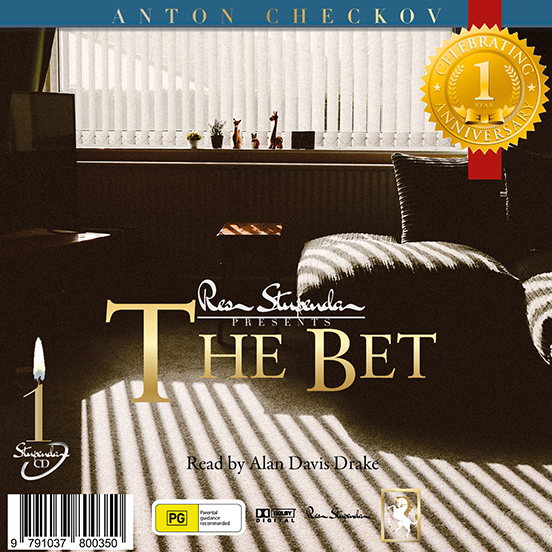 ANTON CHECKOV
CELEBRATING
1
YEAR
ANNIVERSARY
Res Stupenda
PRESENTS
THE BET
Read by Alan Davis Drake
Stupenda
CD
9 791037 800350
PG
Parental
guidance
recommended
DOLBY
DIGITAL
Res Stupenda